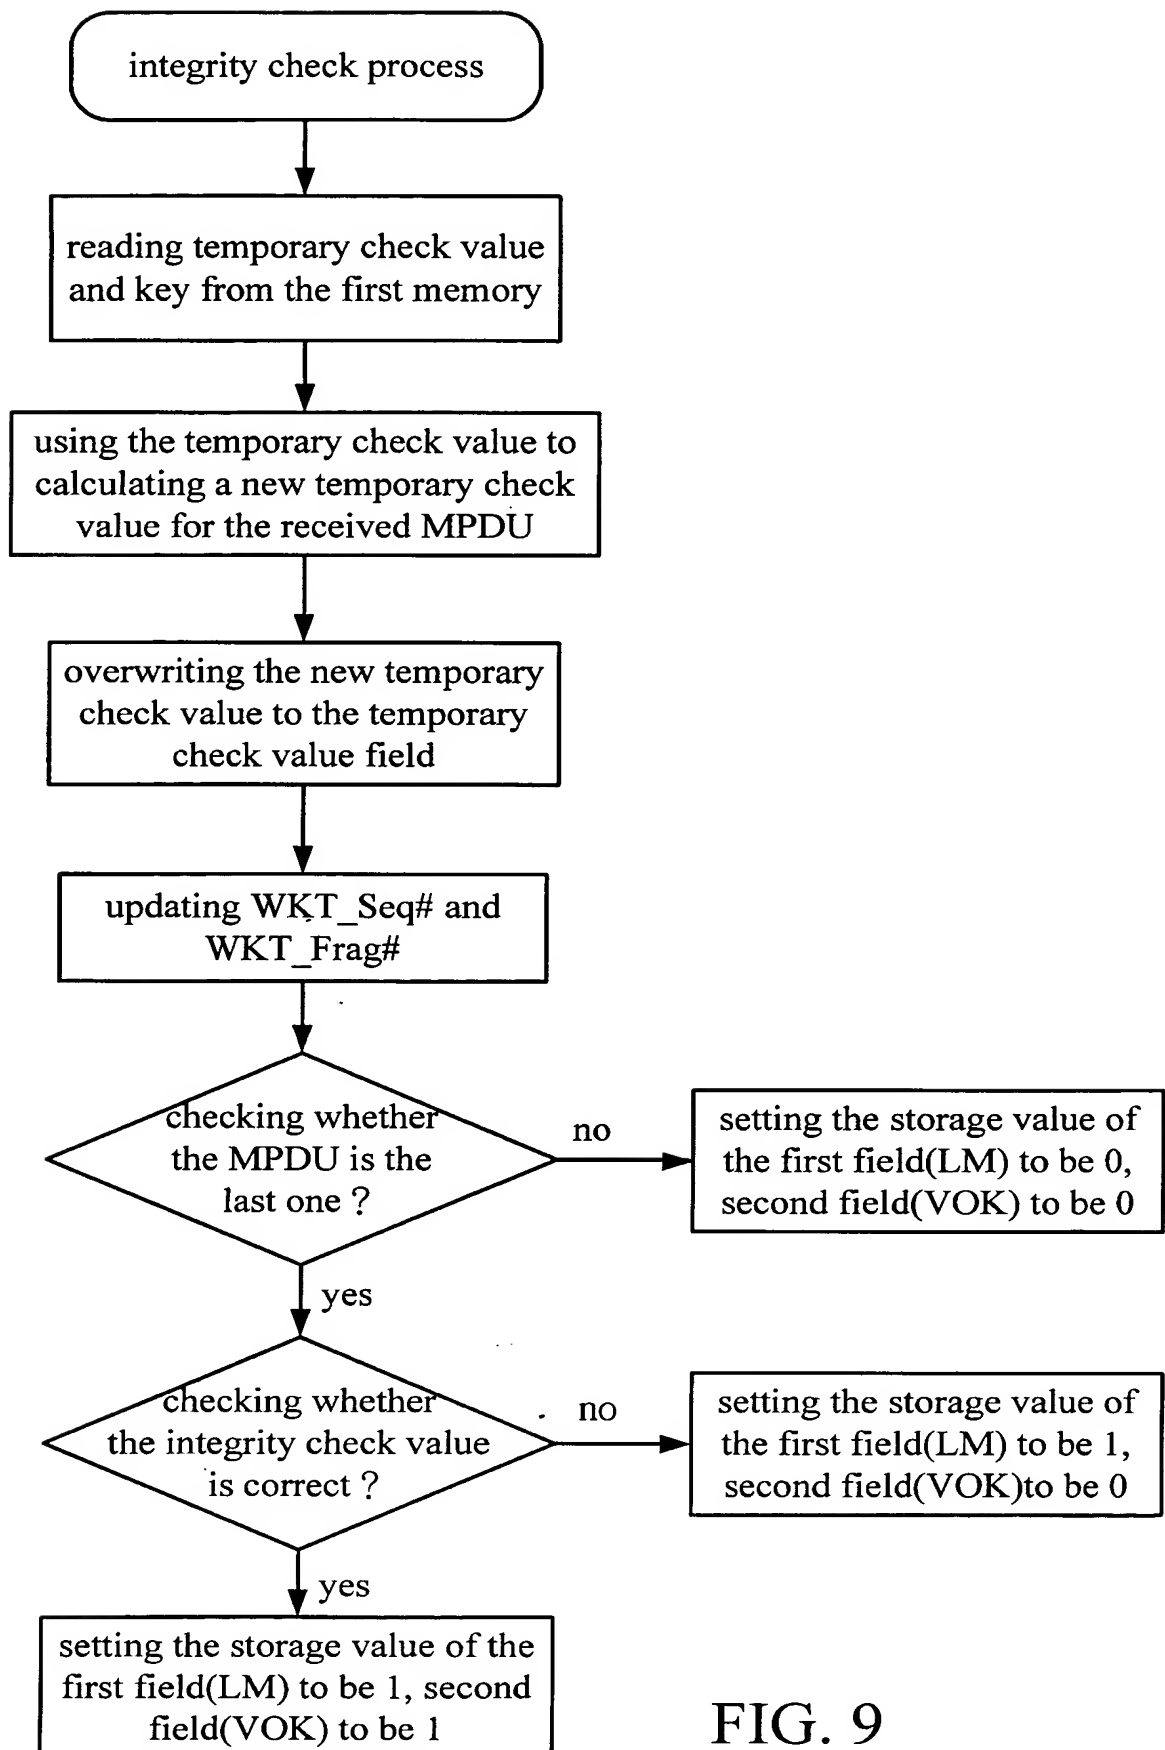 integrity check process
reading temporary check value
and key from the first memory
using the temporary check value to
calculating a new temporary check
value for the received MPDU
overwriting the new temporary
check value to the temporary
check value field
updating WKT_Seq# and
WKT_Frag#
checking whether
the MPDU is the
last one ?
no
setting the storage value of
the first field(LM) to be 0,
second field(VOK) to be 0
yes
checking whether
the integrity check value
is correct ?
no
setting the storage value of
the first field(LM) to be 1,
second field(VOK)to be 0
yes
setting the storage value of the
first field(LM) to be 1, second
field(VOK) to be 1
FIG. 9